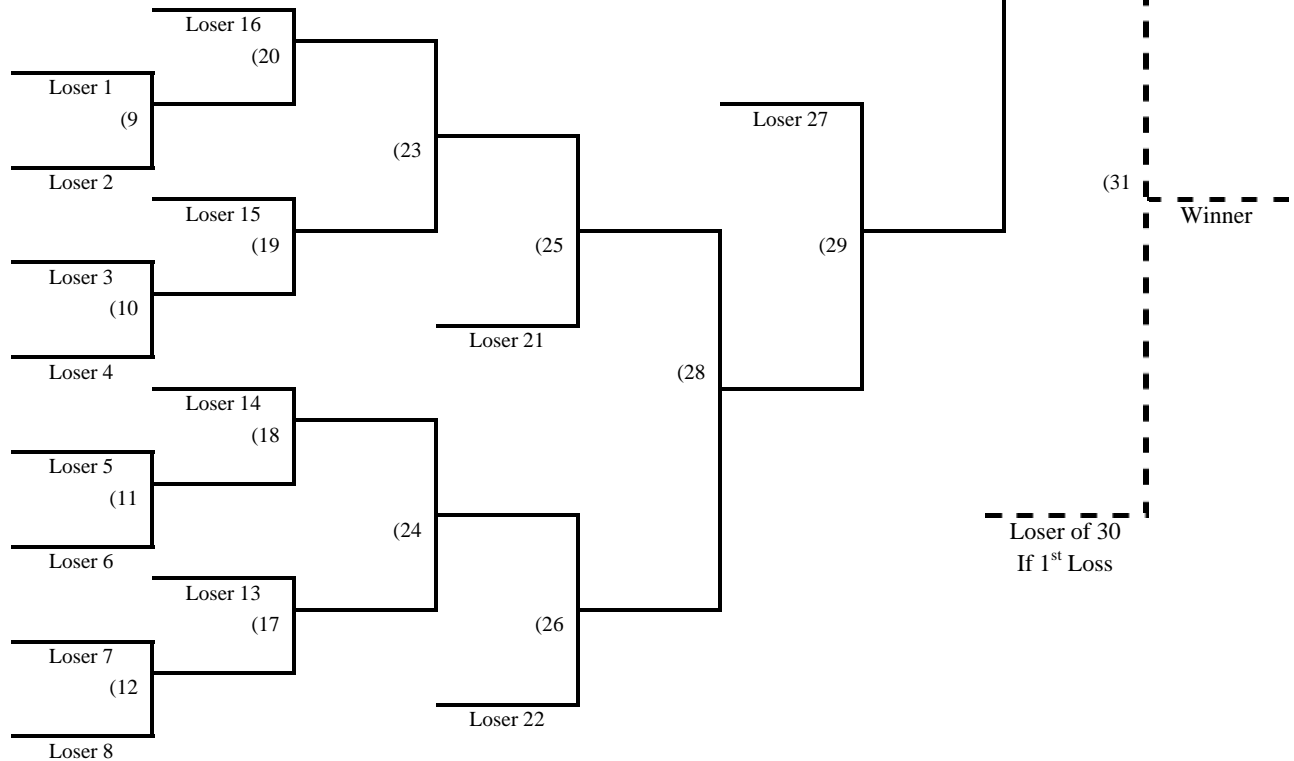 Loser 16
(20
Loser 1
(9
Loser 27
(23
Loser 2
(31
Loser 15
Winner
(19
(25
(29
Loser 3
(10
Loser 21
Loser 4
(28
Loser 14
(18
Loser 5
(11
(24
Loser of 30
Loser 6
If 1st Loss
Loser 13
(17
(26
Loser 7
(12
Loser 22
Loser 8